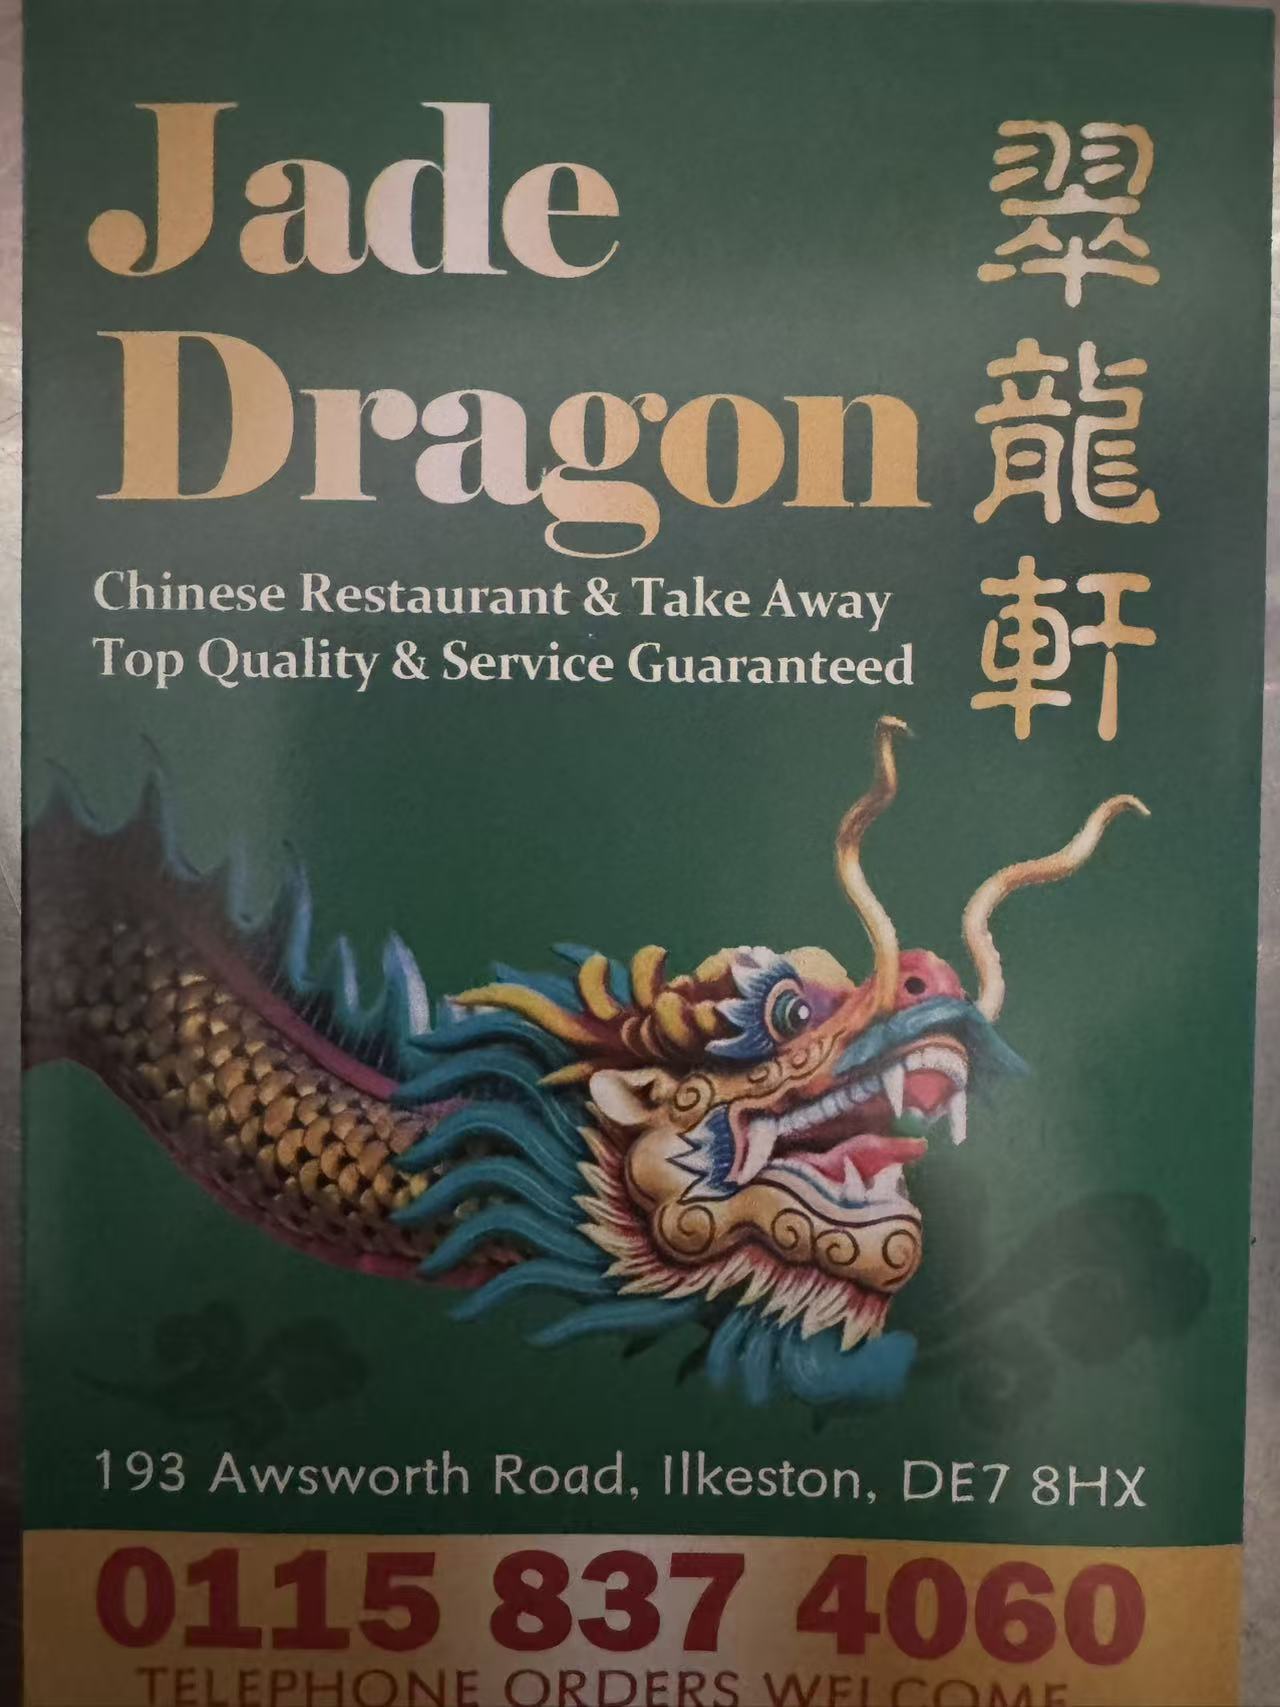 Jade
Dragon
翠龍軒
Chinese Restaurant & Take Away
Top Quality & Service Guaranteed
193 Awsworth Road, Ilkeston, DE7 8HX
0115 837 4060
TELEPHONE ORDERS WELCOME